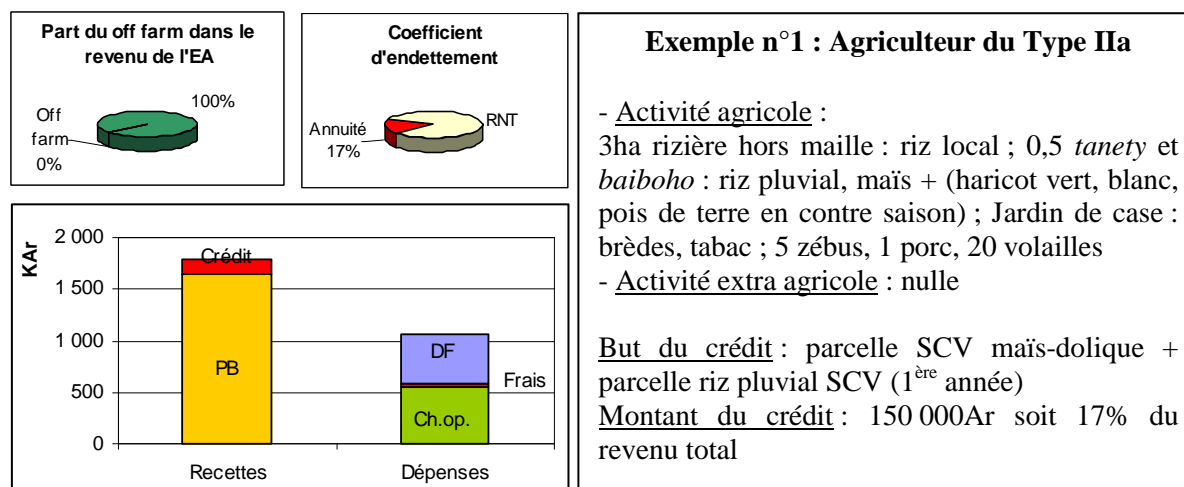 Part du off farm dans le
revenu de l'EA
100%
Off
farm
0%
Coefficient
d'endettement
Annuité
17%
RNT
KAr
2 000
1 500
1 000
500
0
Crédit
PB
DF
Frais
Ch.op.
Recettes
Dépenses
Exemple n°1 : Agriculteur du Type IIa
- Activité agricole :
3ha rizière hors maille : riz local ; 0,5 tanety et
baiboho : riz pluvial, maïs + (haricot vert, blanc,
pois de terre en contre saison) ; Jardin de case :
brèdes, tabac ; 5 zébus, 1 porc, 20 volailles
- Activité extra agricole : nulle
But du crédit : parcelle SCV maïs-dolique +
parcelle riz pluvial SCV (1ère année)
Montant du crédit : 150 000Ar soit 17% du
revenu total